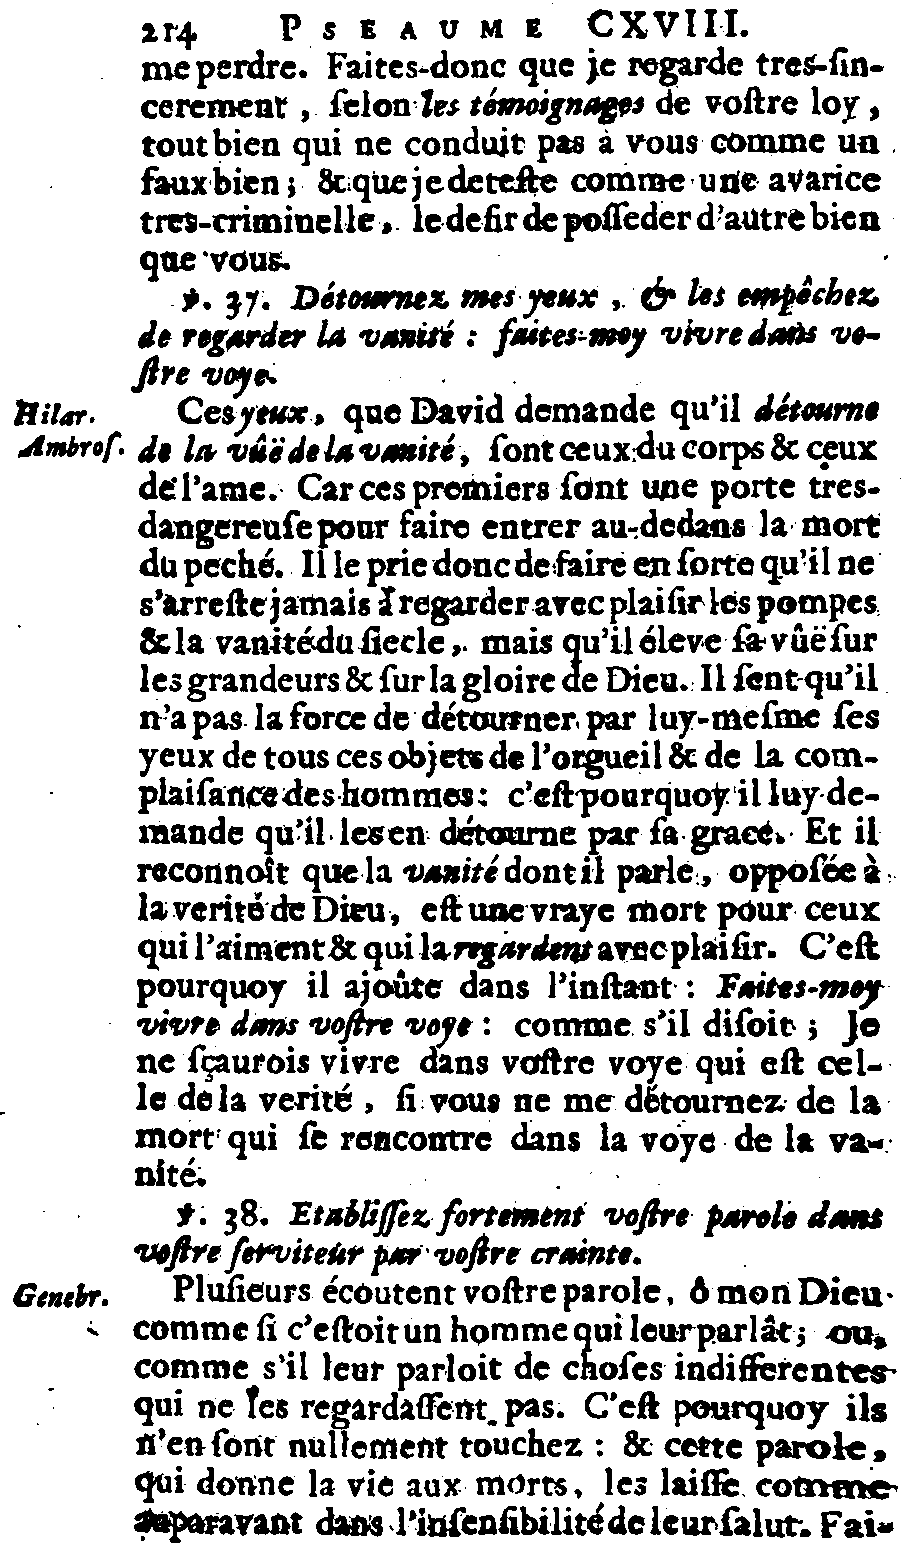 214 PSEAUME CXVIII.
me perdre. Faites-donc que je regarde tres-ſin-
cerement, ſelon les témoignages de voſtre loy,
tout bien qui ne conduit pas à vous comme un
faux bien; & que je deteſte comme une avarice
tres-criminelle, le deſir de poſſeder d'autre bien
que vous.
℣. 37. Détournez mes yeux, & les empêchez
de regarder la vanité : faites-moy vivre dans vo-
ſtre voye.
Ces yeux, que David demande qu'il détourne
Hilar.
Ambroſ.
de la vûë de la vanité, ſont ceux du corps & ceux
de l'ame. Car ces premiers ſont une porte tres-
dangereuſe pour faire entrer au-dedans la mort
du peché. Il le prie donc de faire en ſorte qu'il ne
s'arreſte jamais à regarder avec plaiſir les pompes
& la vanité du ſiecle, mais qu'il éleve ſa vûë ſur
les grandeurs & ſur la gloire de Dieu. Il ſent qu'il
n'a pas la force de détourner par luy-meſme ſes
yeux de tous ces objets de l'orgueil & de la com-
plaiſance des hommes: c'eſt pourquoy il luy de-
mande qu'il les en détourne par ſa grace. Et il
reconnoît que la vanité dont il parle, oppoſée à
la verité de Dieu, eſt une vraye mort pour ceux
qui l'aiment & qui la regardent avec plaiſir. C'eſt
pourquoy il ajoûte dans l'inſtant : Faites-moy
vivre dans voſtre voye : comme s'il diſoit ; Je
ne ſçaurois vivre dans voſtre voye qui eſt cel-
le de la verité, ſi vous ne me détournez de la
mort qui ſe rencontre dans la voye de la va-
nité.
℣. 38. Etabliſſez fortement voſtre parole dans
voſtre ſerviteur par voſtre crainte.
Genebr.
Pluſieurs écoutent voſtre parole, ô mon Dieu
comme ſi c'eſtoit un homme qui leur parlât; ou,
comme s'il leur parloit de choſes indifferentes
qui ne les regardaſſent pas. C'eſt pourquoy ils
n'en ſont nullement touchez : & cette parole,
qui donne la vie aux morts, les laiſſe comme
auparavant dans l'inſenſibilité de leur ſalut. Fai-